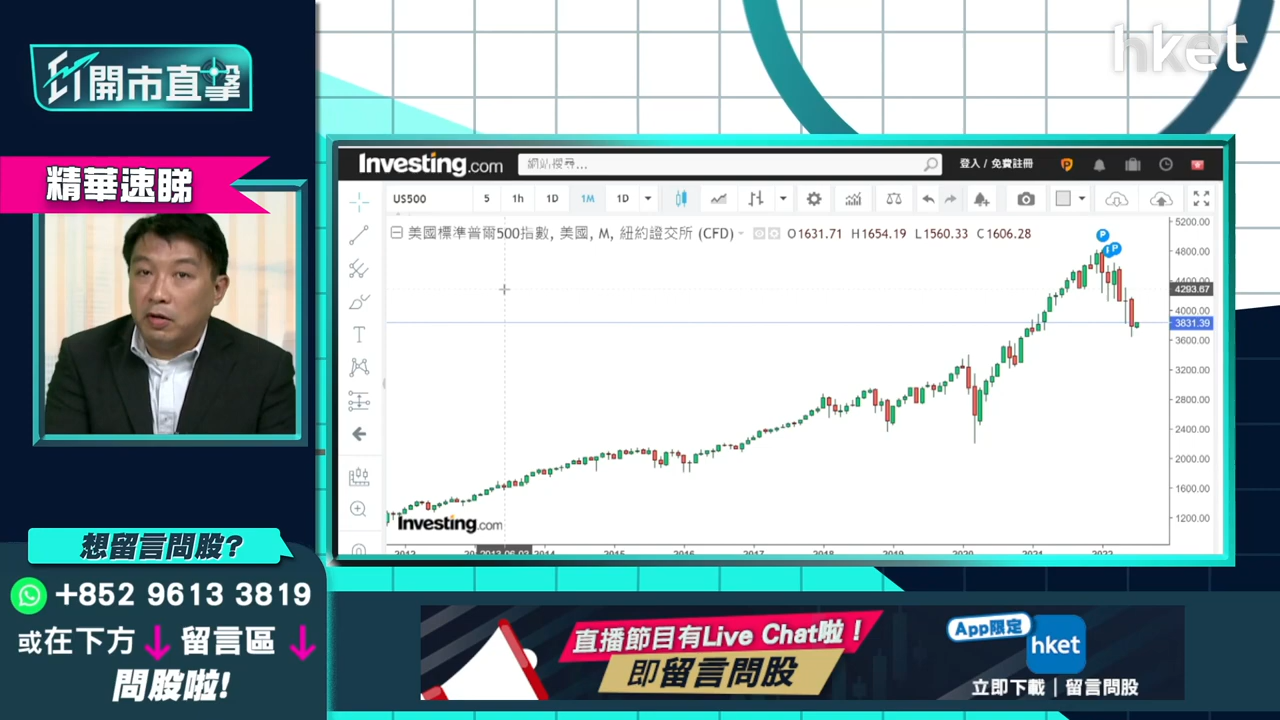 hket
開市直擊
精華速睇
Investing.com
網站搜尋...
登入 / 免費註冊
US500
5
1h
1D
1M
1D
美國標準普爾500指數, 美國, M, 紐約證交所 (CFD)
O1631.71 H1654.19 L1560.33 C1606.28
P
P
5200.00
4800.00
4400.00
4293.67
4000.00
3831.39
3600.00
3200.00
2800.00
2400.00
2000.00
1600.00
1200.00
Investing.com
2013-06-03
2014
2015
2016
2017
2018
2019
2020
想留言問股?
+852 9613 3819
或在下方
留言區
問股啦!
直播節目有Live Chat啦!
即留言問股
App限定
hket
立即下載｜留言問股